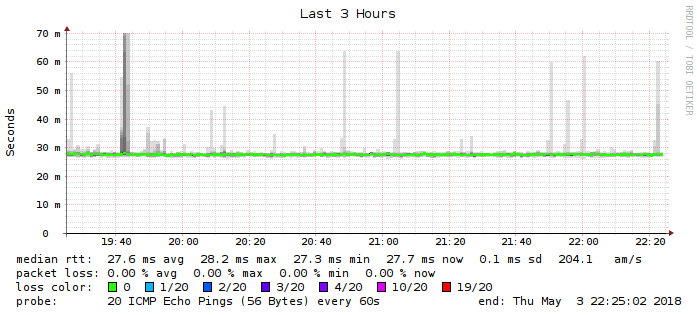 Last 3 Hours
RRDTOOL / TOBI OETIKER
Seconds
70 m
60 m
50 m
40 m
30 m
20 m
10 m
0
19:40 20:00 20:20 20:40 21:00 21:20 21:40 22:00 22:20
median rtt: 27.6 ms avg 28.2 ms max 27.3 ms min 27.7 ms now 0.1 ms sd 204.1 am/s
packet loss: 0.00 % avg 0.00 % max 0.00 % min 0.00 % now
loss color: 0 1/20 2/20 3/20 4/20 10/20 19/20
probe: 20 ICMP Echo Pings (56 Bytes) every 60s end: Thu May 3 22:25:02 2018